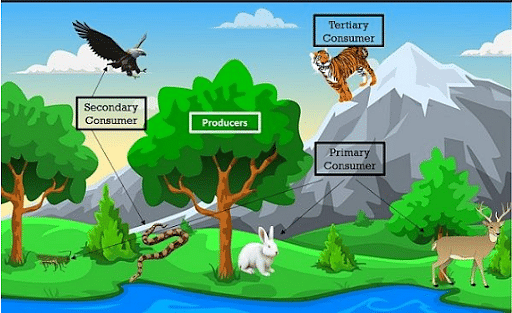 Tertiary
Consumer
Secondary
Consumer
Producers
Primary
Consumer